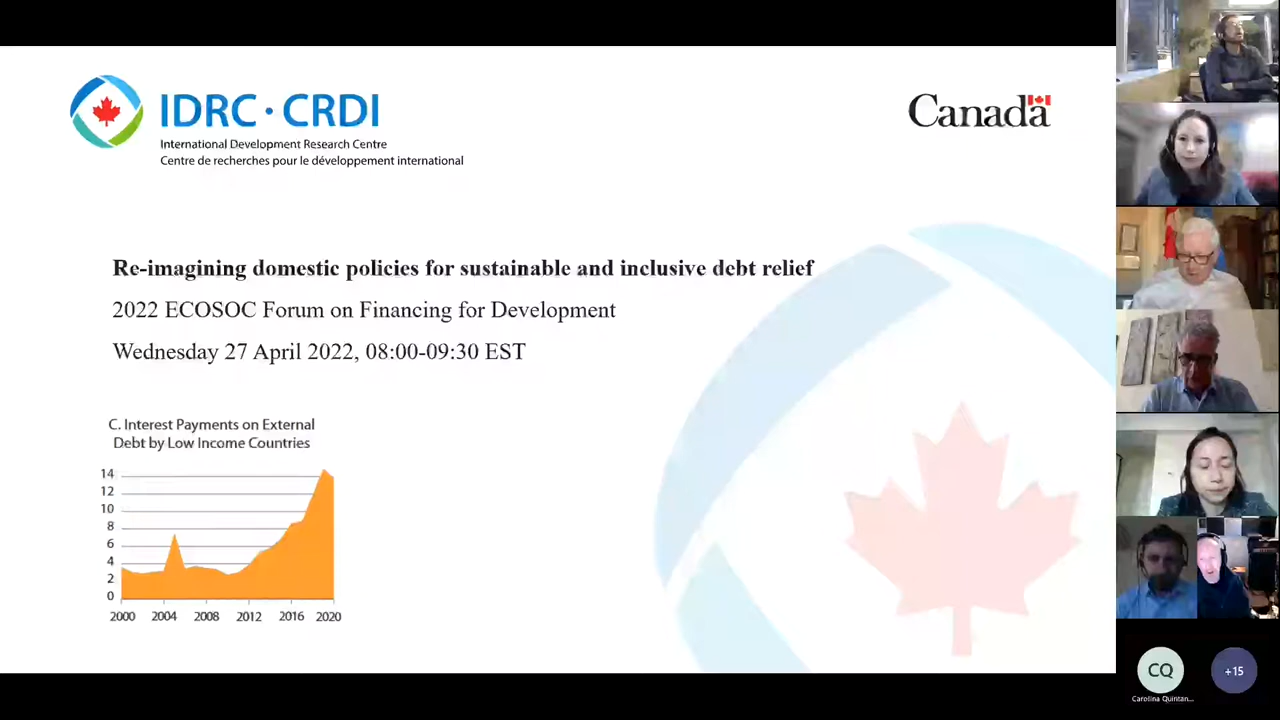 IDRC · CRDI
International Development Research Centre
Centre de recherches pour le développement international
Canada
Re-imagining domestic policies for sustainable and inclusive debt relief
2022 ECOSOC Forum on Financing for Development
Wednesday 27 April 2022, 08:00-09:30 EST
C. Interest Payments on External
Debt by Low Income Countries
14
12
10
8
6
4
2
0
2000 2004 2008 2012 2016 2020
CQ
+15
Carolina Quintan...